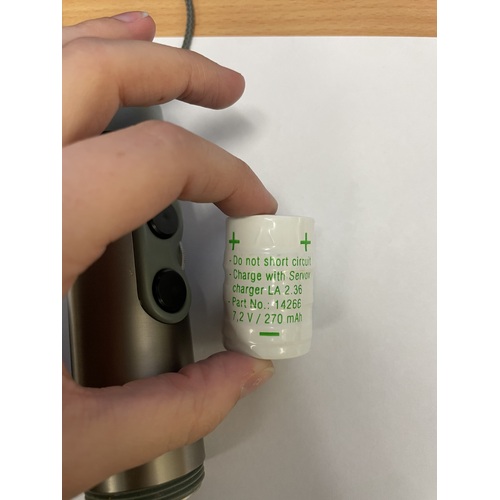 + +
- Do not short circuit
- Charge with Servox
charger LA 2.36
- Part No.: 14266
7,2 V / 270 mAh
−